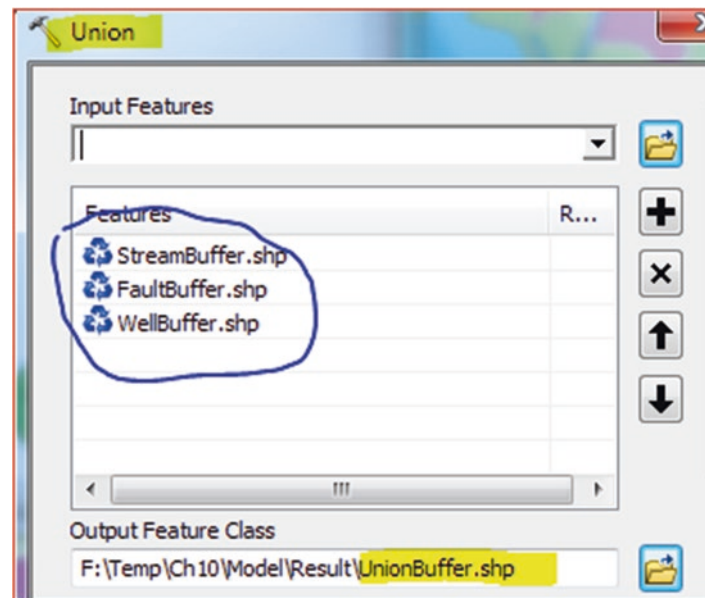 Union
Input Features
Features R...
StreamBuffer.shp
FaultBuffer.shp
WellBuffer.shp
Output Feature Class
F:\Temp\Ch10\Model\Result\UnionBuffer.shp